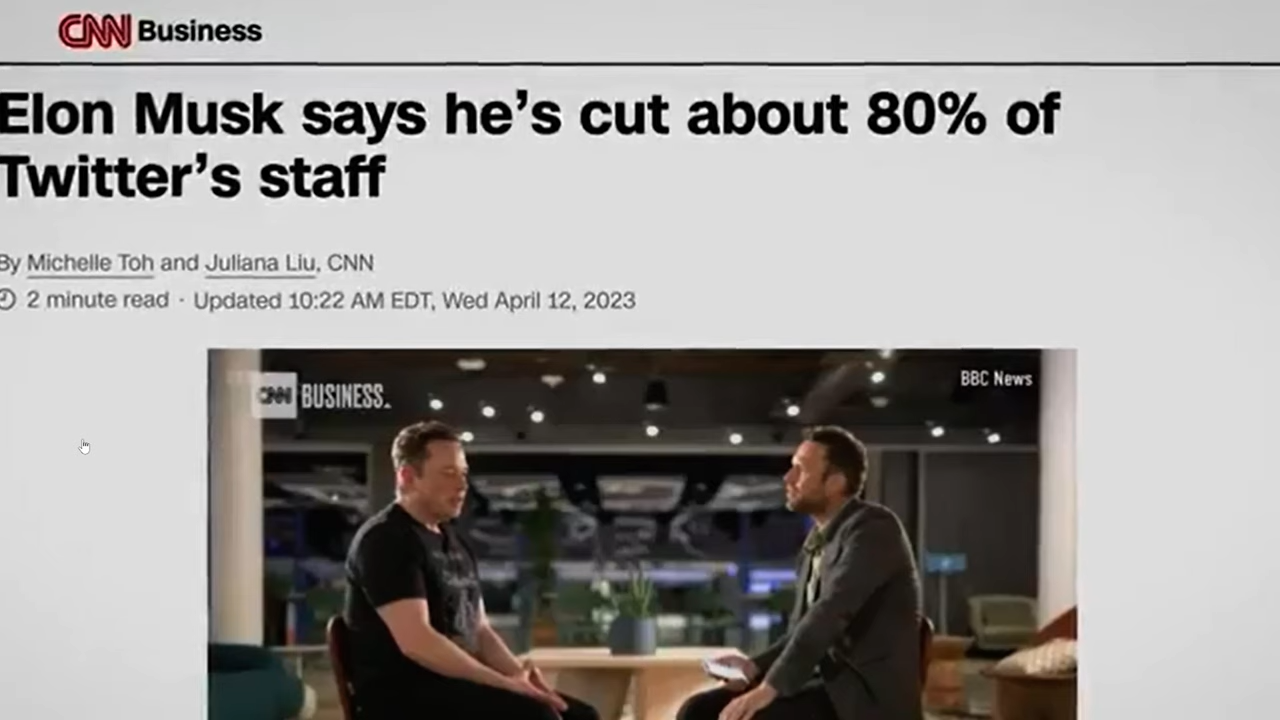 CNN Business
Elon Musk says he's cut about 80% of
Twitter's staff
By Michelle Toh and Juliana Liu, CNN
2 minute read · Updated 10:22 AM EDT, Wed April 12, 2023
CNN BUSINESS.
BBC News